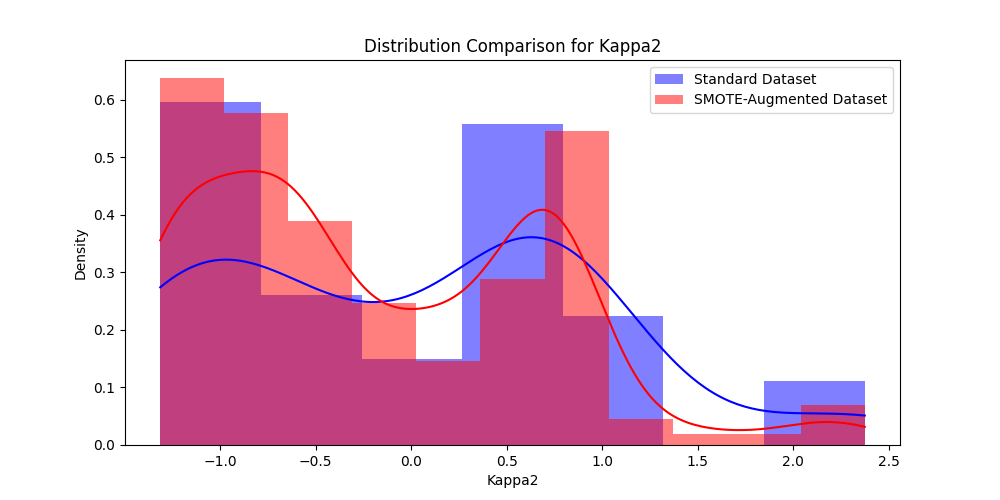 Distribution Comparison for Kappa2
Standard Dataset
SMOTE-Augmented Dataset
Density
0.6
0.5
0.4
0.3
0.2
0.1
0.0
−1.0 −0.5 0.0 0.5 1.0 1.5 2.0 2.5
Kappa2